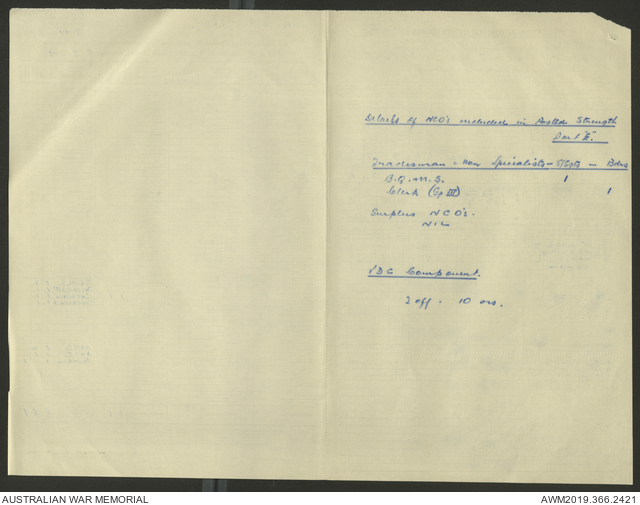 Details of NCO's included in Posted Strength
Part II.
Tradesman & non Specialists - S/Sgts Bdrs
B.Q.M.S. 1
Clerk (Gp III) 1
Surplus NCO's.
Nil
VDC Component.
2 off. 10 ors.
AUSTRALIAN WAR MEMORIAL
AWM2019.366.2421